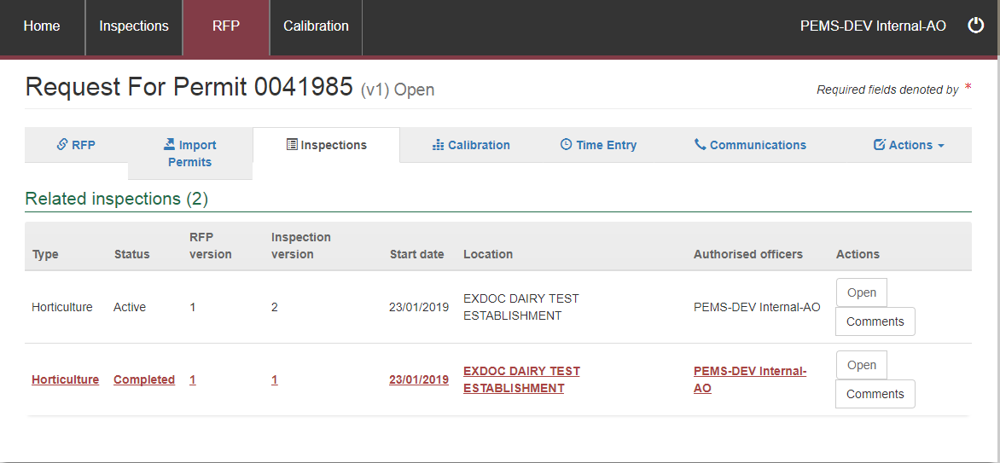 Home Inspections RFP Calibration PEMS-DEV Internal-AO
Request For Permit 0041985 (v1) Open
Required fields denoted by *
RFP
Import
Permits
Inspections
Calibration
Time Entry
Communications
Actions
Related inspections (2)
Type
Status
RFP
version
Inspection
version
Start date
Location
Authorised officers
Actions
Horticulture
Active
1
2
23/01/2019
EXDOC DAIRY TEST
ESTABLISHMENT
PEMS-DEV Internal-AO
Open
Comments
Horticulture
Completed
1
1
23/01/2019
EXDOC DAIRY TEST
ESTABLISHMENT
PEMS-DEV Internal-
AO
Open
Comments